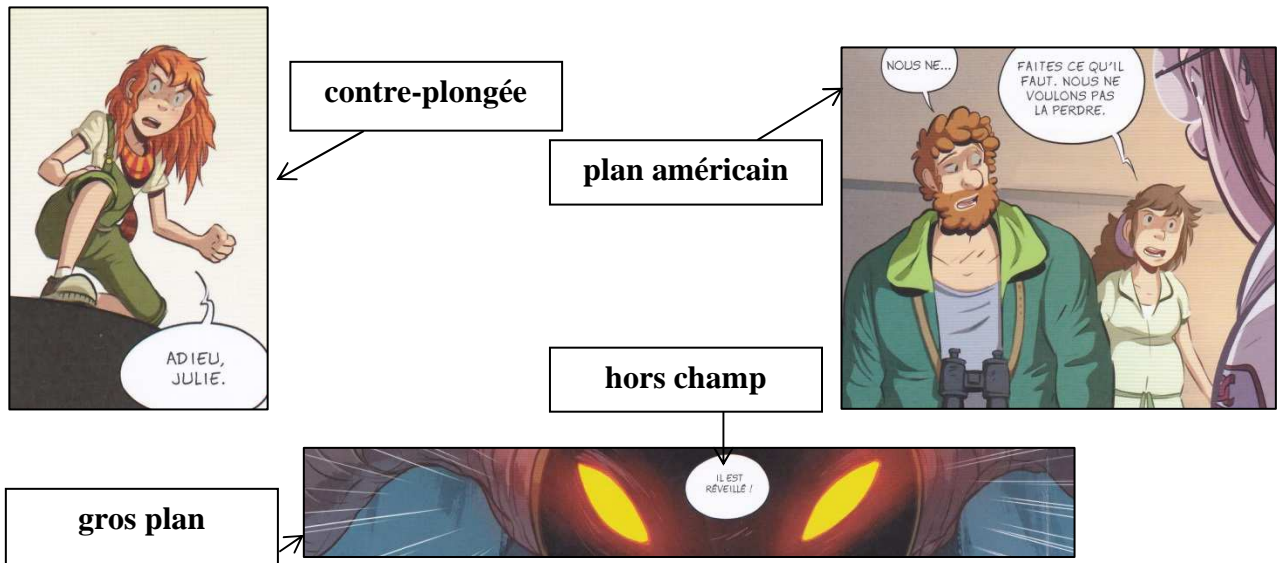 contre-plongée
NOUS NE...
FAITES CE QU'IL
FAUT. NOUS NE
VOULONS PAS
LA PERDRE.
plan américain
ADIEU,
JULIE.
hors champ
IL EST
RÉVEILLÉ !
gros plan